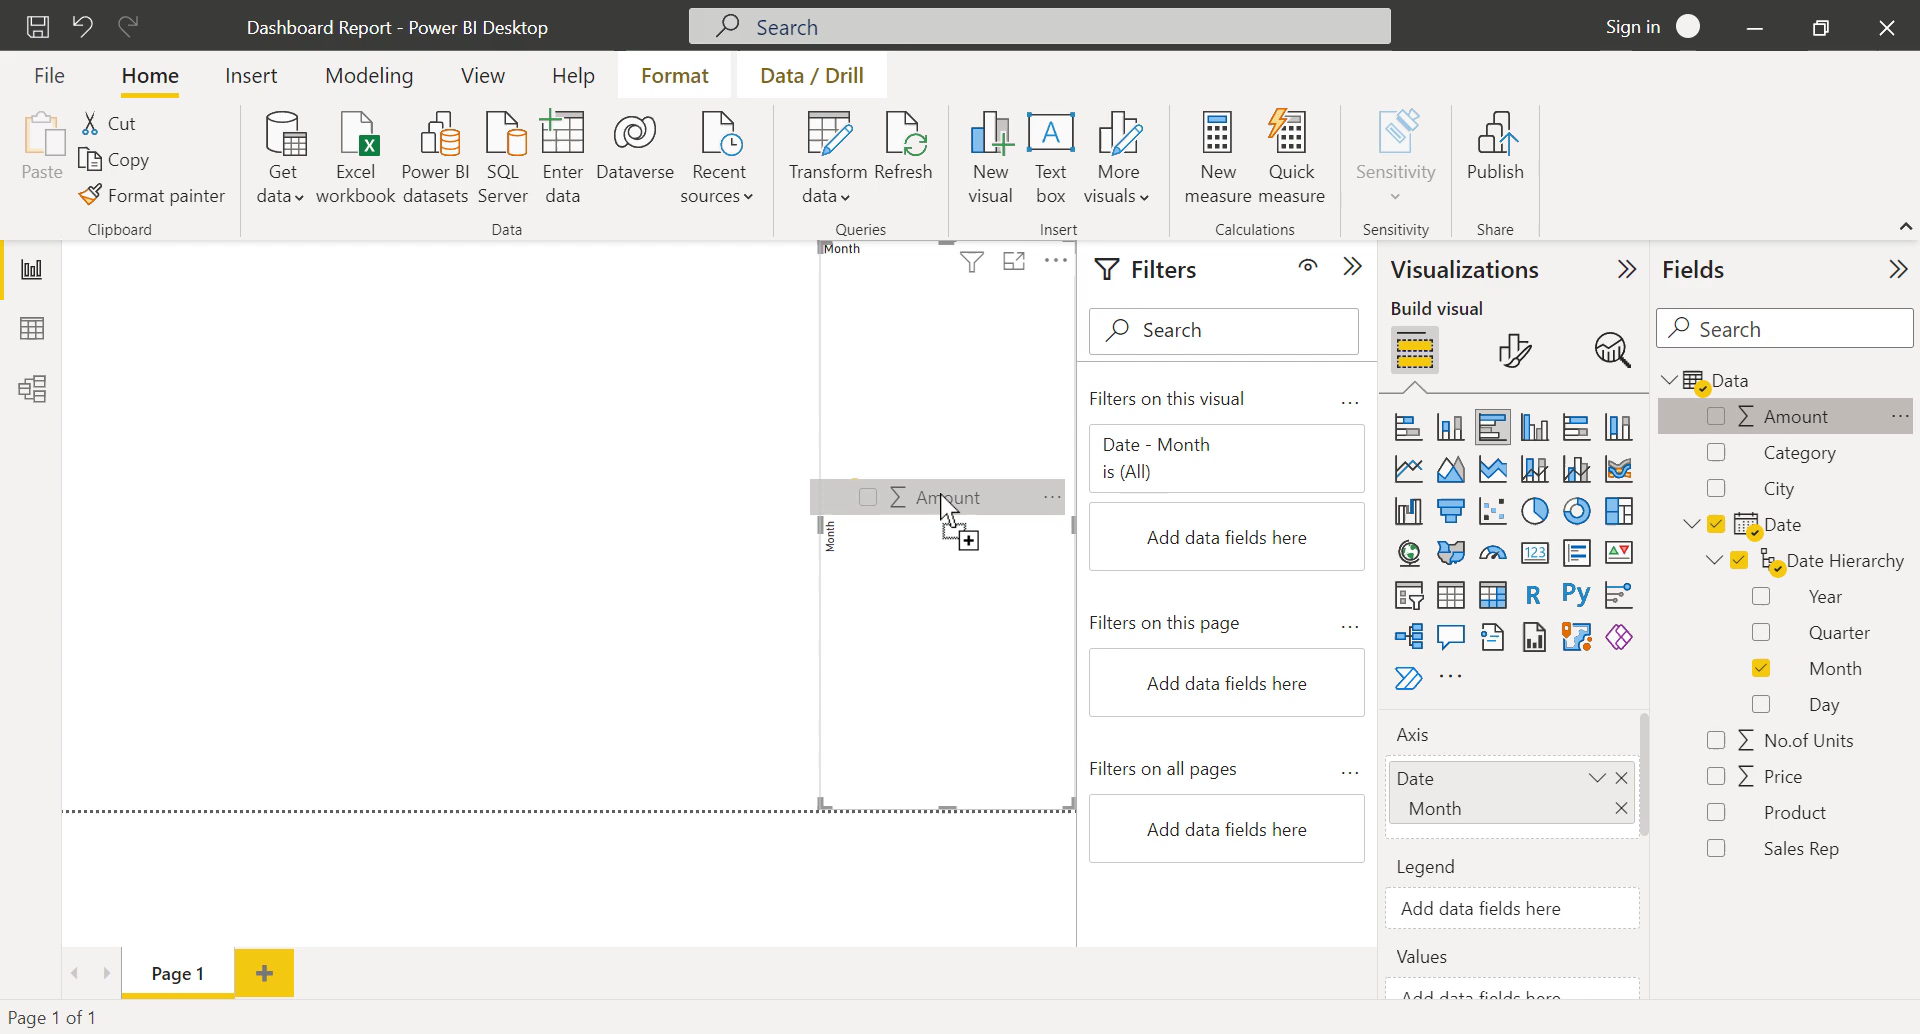 Dashboard Report - Power BI Desktop
Search
Sign in
File
Home
Insert
Modeling
View
Help
Format
Data / Drill
Paste
Cut
Copy
Format painter
Clipboard
Get
data
Excel
workbook
Power BI
datasets
SQL
Server
Enter
data
Dataverse
Recent
sources
Data
Transform
data
Refresh
Queries
New
visual
Text
box
More
visuals
Insert
New
measure
Quick
measure
Calculations
Sensitivity
Sensitivity
Publish
Share
Month
Amount
Month
Filters
Search
Filters on this visual
Date - Month
is (All)
Add data fields here
Filters on this page
Add data fields here
Filters on all pages
Add data fields here
Visualizations
Build visual
123
R
Py
Axis
Date
Month
Legend
Add data fields here
Values
Add data fields here
Fields
Search
Data
Amount
Category
City
Date
Date Hierarchy
Year
Quarter
Month
Day
No.of Units
Price
Product
Sales Rep
Page 1
Page 1 of 1